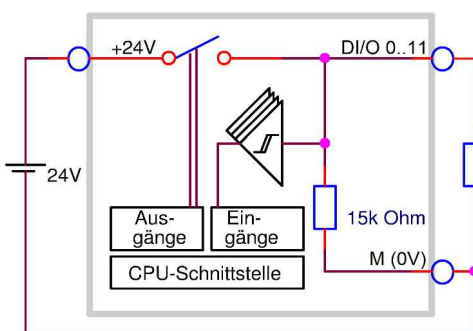 +24V
DI/O 0..11
24V
Aus-
gänge
Ein-
gänge
15k Ohm
M (0V)
CPU-Schnittstelle